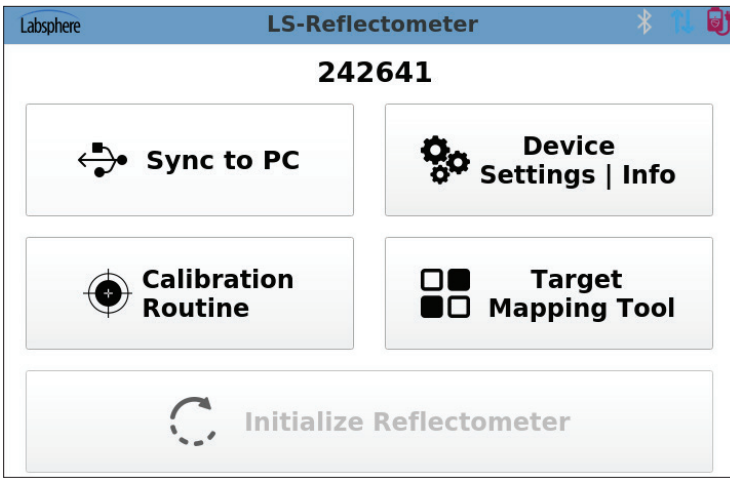 Labsphere
LS-Reflectometer
242641
Sync to PC
Device
Settings | Info
Calibration
Routine
Target
Mapping Tool
Initialize Reflectometer